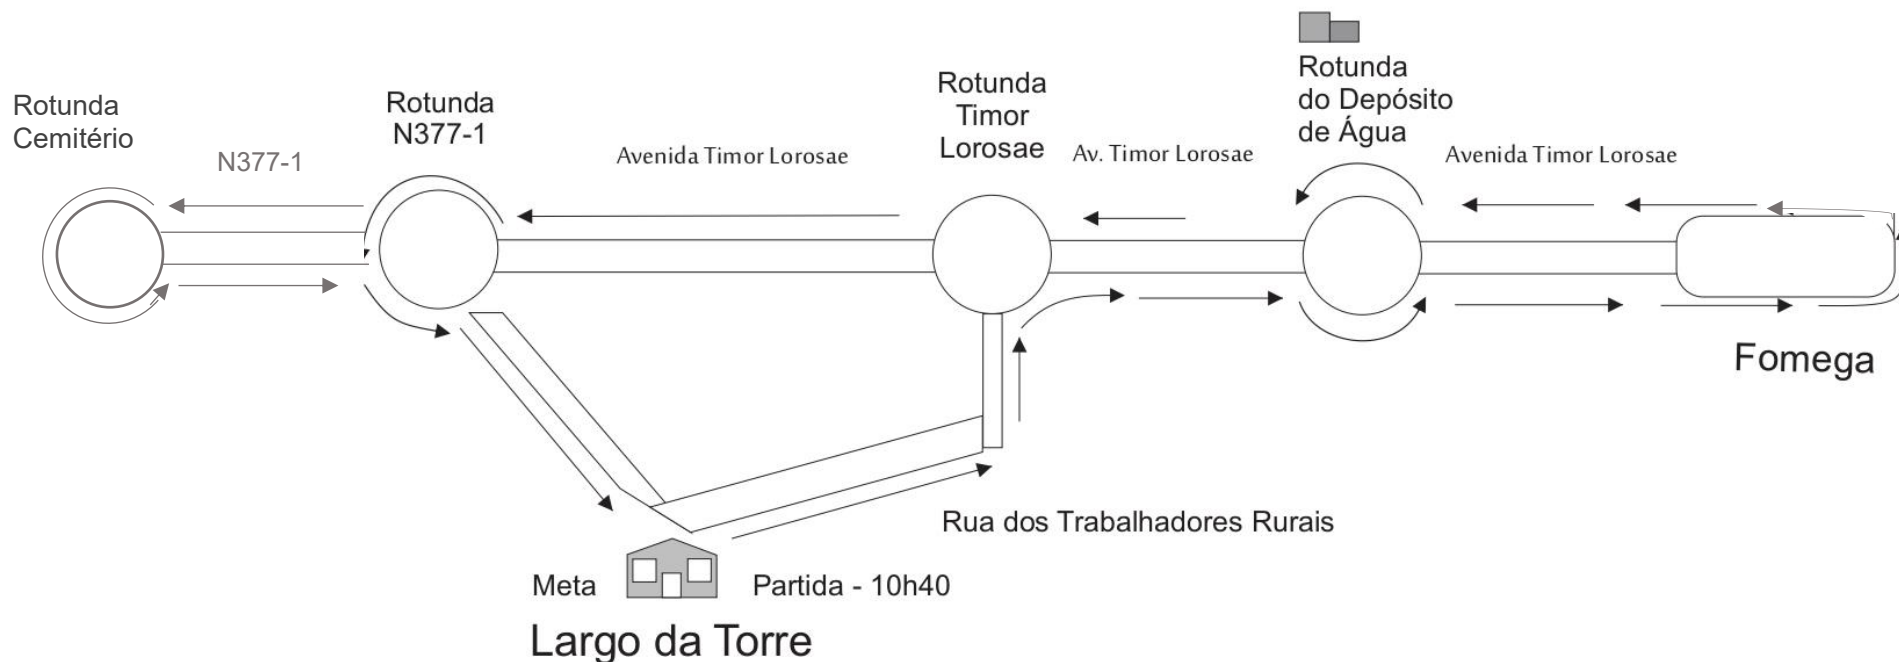 Rotunda
Cemitério
N377-1
Rotunda
N377-1
Avenida Timor Lorosae
Rotunda
Timor
Lorosae
Av. Timor Lorosae
Rotunda
do Depósito
de Água
Avenida Timor Lorosae
Fomega
Rua dos Trabalhadores Rurais
Meta
Partida - 10h40
Largo da Torre